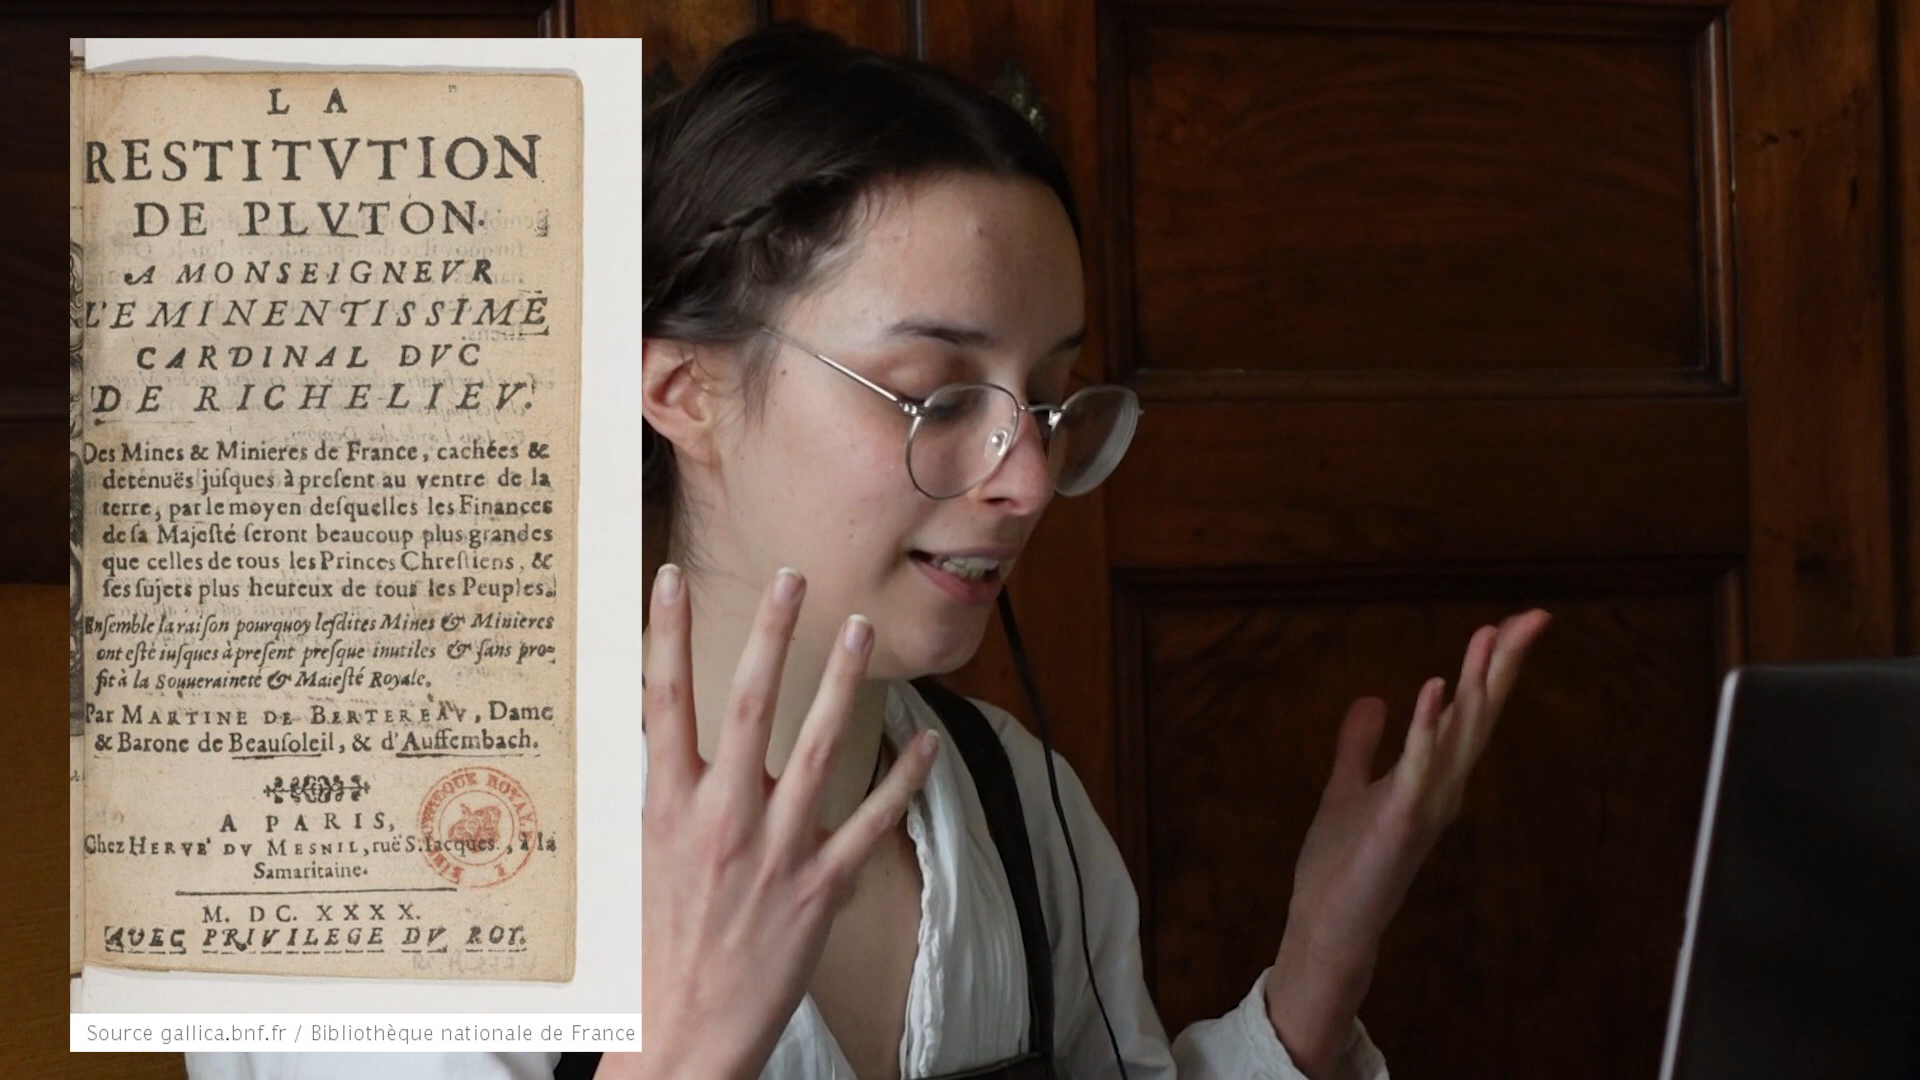 LA
RESTITVTION
DE PLVTON.
A MONSEIGNEVR
L'EMINENTISSIME
CARDINAL DVC
DE RICHELIEV.
Des Mines & Minieres de France, cachées &
detenuës juſques à preſent au ventre de la
terre, par le moyen deſquelles les Finances
de ſa Majeſté ſeront beaucoup plus grandes
que celles de tous les Princes Chreſtiens, &
ſes ſujets plus heureux de tous les Peuples.
Enſemble la raiſon pourquoy leſdites Mines & Minieres
ont eſté iuſques à preſent preſque inutiles & ſans pro-
fit à la Souueraineté & Maieſté Royale.
Par MARTINE DE BERTEREAV, Dame
& Barone de Beauſoleil, & d'Auffembach.
A PARIS,
Chez HERVE' DV MESNIL, ruë S. Iacques, à la
Samaritaine.
M. DC. XXXX.
AVEC PRIVILEGE DV ROY.
Source gallica.bnf.fr / Bibliothèque nationale de France